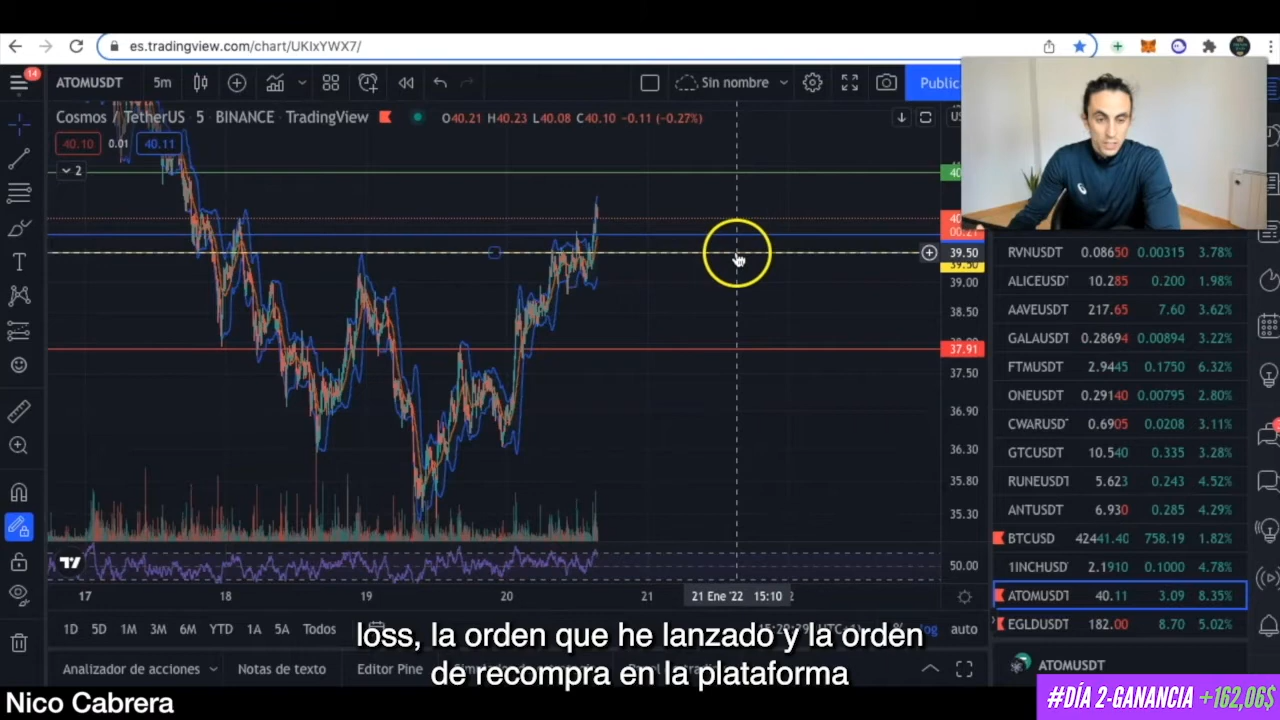 es.tradingview.com/chart/UKIxYWX7/
14
ATOMUSDT 5m Sin nombre Public
Cosmos / TetherUS 5 BINANCE TradingView O40.21 H40.23 L40.08 C40.10 -0.11 (-0.27%)
40.10 0.01 40.11
2
39.50
39.00
38.50
37.91
37.50
36.90
36.30
35.80
35.30
50.00
17 18 19 20 21 21 Ene '22 15:10
1D 5D 1M 3M 6M YTD 1A 5A Todos log auto
Analizador de acciones Notas de texto Editor Pine
RVNUSDT 0.08650 0.00315 3.78%
ALICEUSDT 10.285 0.200 1.98%
AAVEUSDT 217.65 7.60 3.62%
GALAUSDT 0.28694 0.00894 3.22%
FTMUSDT 2.9445 0.1750 6.32%
ONEUSDT 0.29140 0.00795 2.80%
CWARUSDT 0.6905 0.0208 3.11%
GTCUSDT 10.540 0.335 3.28%
RUNEUSDT 5.623 0.243 4.52%
ANTUSDT 6.930 0.285 4.29%
BTCUSD 42441.40 758.19 1.82%
1INCHUSD 2.1910 0.1000 4.78%
ATOMUSDT 40.11 3.09 8.35%
EGLDUSDT 182.00 8.70 5.02%
ATOMUSDT
loss, la orden que he lanzado y la orden
de recompra en la plataforma
Nico Cabrera
#DÍA 2-GANANCIA +162,06$